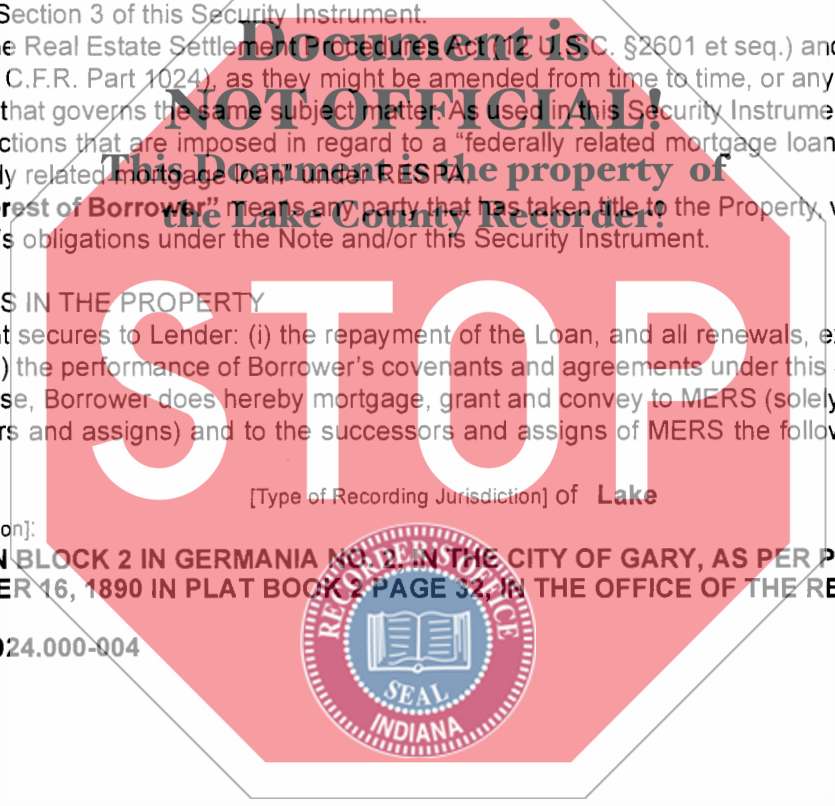 Section 3 of this Security Instrument.
e Real Estate Settlement Procedures Act (12 U.S.C. §2601 et seq.) and
C.F.R. Part 1024), as they might be amended from time to time, or any
that governs the same subject matter. As used in this Security Instrume
ctions that are imposed in regard to a “federally related mortgage loan
ly related mortgage loan” under RESPA.
rest of Borrower” means any party that has taken title to the Property,
's obligations under the Note and/or this Security Instrument.
Document is
NOT OFFICIAL!
This Document is the property of
the Lake County Recorder!
S IN THE PROPERTY
t secures to Lender: (i) the repayment of the Loan, and all renewals, e
) the performance of Borrower's covenants and agreements under this
se, Borrower does hereby mortgage, grant and convey to MERS (solely
rs and assigns) and to the successors and assigns of MERS the follow
STOP
[Type of Recording Jurisdiction] of Lake
on]:
N BLOCK 2 IN GERMANIA NO. 2, IN THE CITY OF GARY, AS PER P
ER 16, 1890 IN PLAT BOOK 2 PAGE 32, IN THE OFFICE OF THE RE
024.000-004
RECORDER'S OFFICE
SEAL
INDIANA